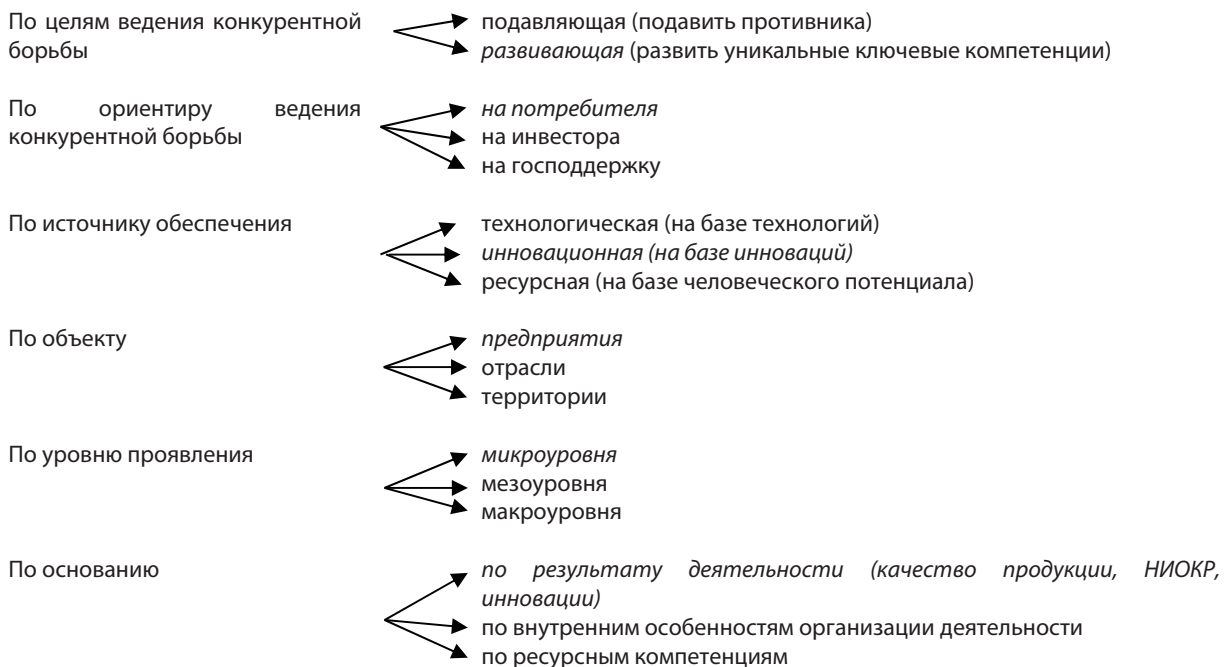 По целям ведения конкурентной
борьбы
подавляющая (подавить противника)
развивающая (развить уникальные ключевые компетенции)
По ориентиру ведения
конкурентной борьбы
на потребителя
на инвестора
на господдержку
По источнику обеспечения
технологическая (на базе технологий)
инновационная (на базе инноваций)
ресурсная (на базе человеческого потенциала)
По объекту
предприятия
отрасли
территории
По уровню проявления
микроуровня
мезоуровня
макроуровня
По основанию
по результату деятельности (качество продукции, НИОКР,
инновации)
по внутренним особенностям организации деятельности
по ресурсным компетенциям